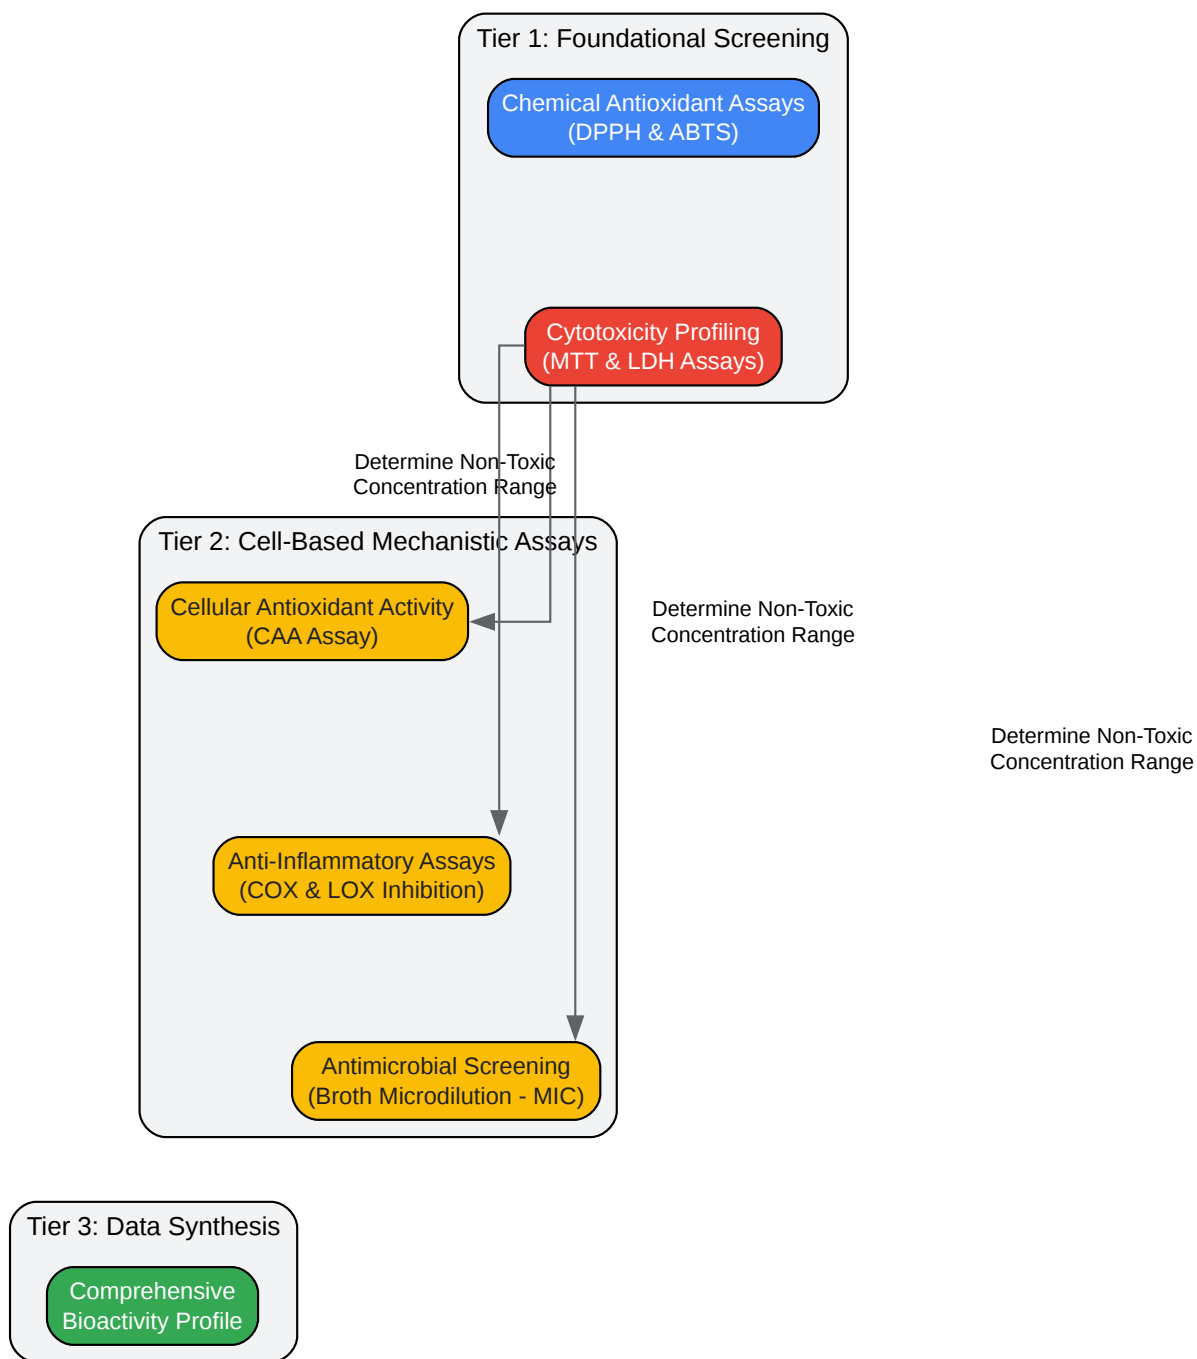 Tier 1: Foundational Screening
Chemical Antioxidant Assays
(DPPH & ABTS)
Cytotoxicity Profiling
(MTT & LDH Assays)
Determine Non-Toxic
Concentration Range
Tier 2: Cell-Based Mechanistic Assays
Cellular Antioxidant Activity
(CAA Assay)
Determine Non-Toxic
Concentration Range
Determine Non-Toxic
Concentration Range
Anti-Inflammatory Assays
(COX & LOX Inhibition)
Antimicrobial Screening
(Broth Microdilution - MIC)
Tier 3: Data Synthesis
Comprehensive
Bioactivity Profile